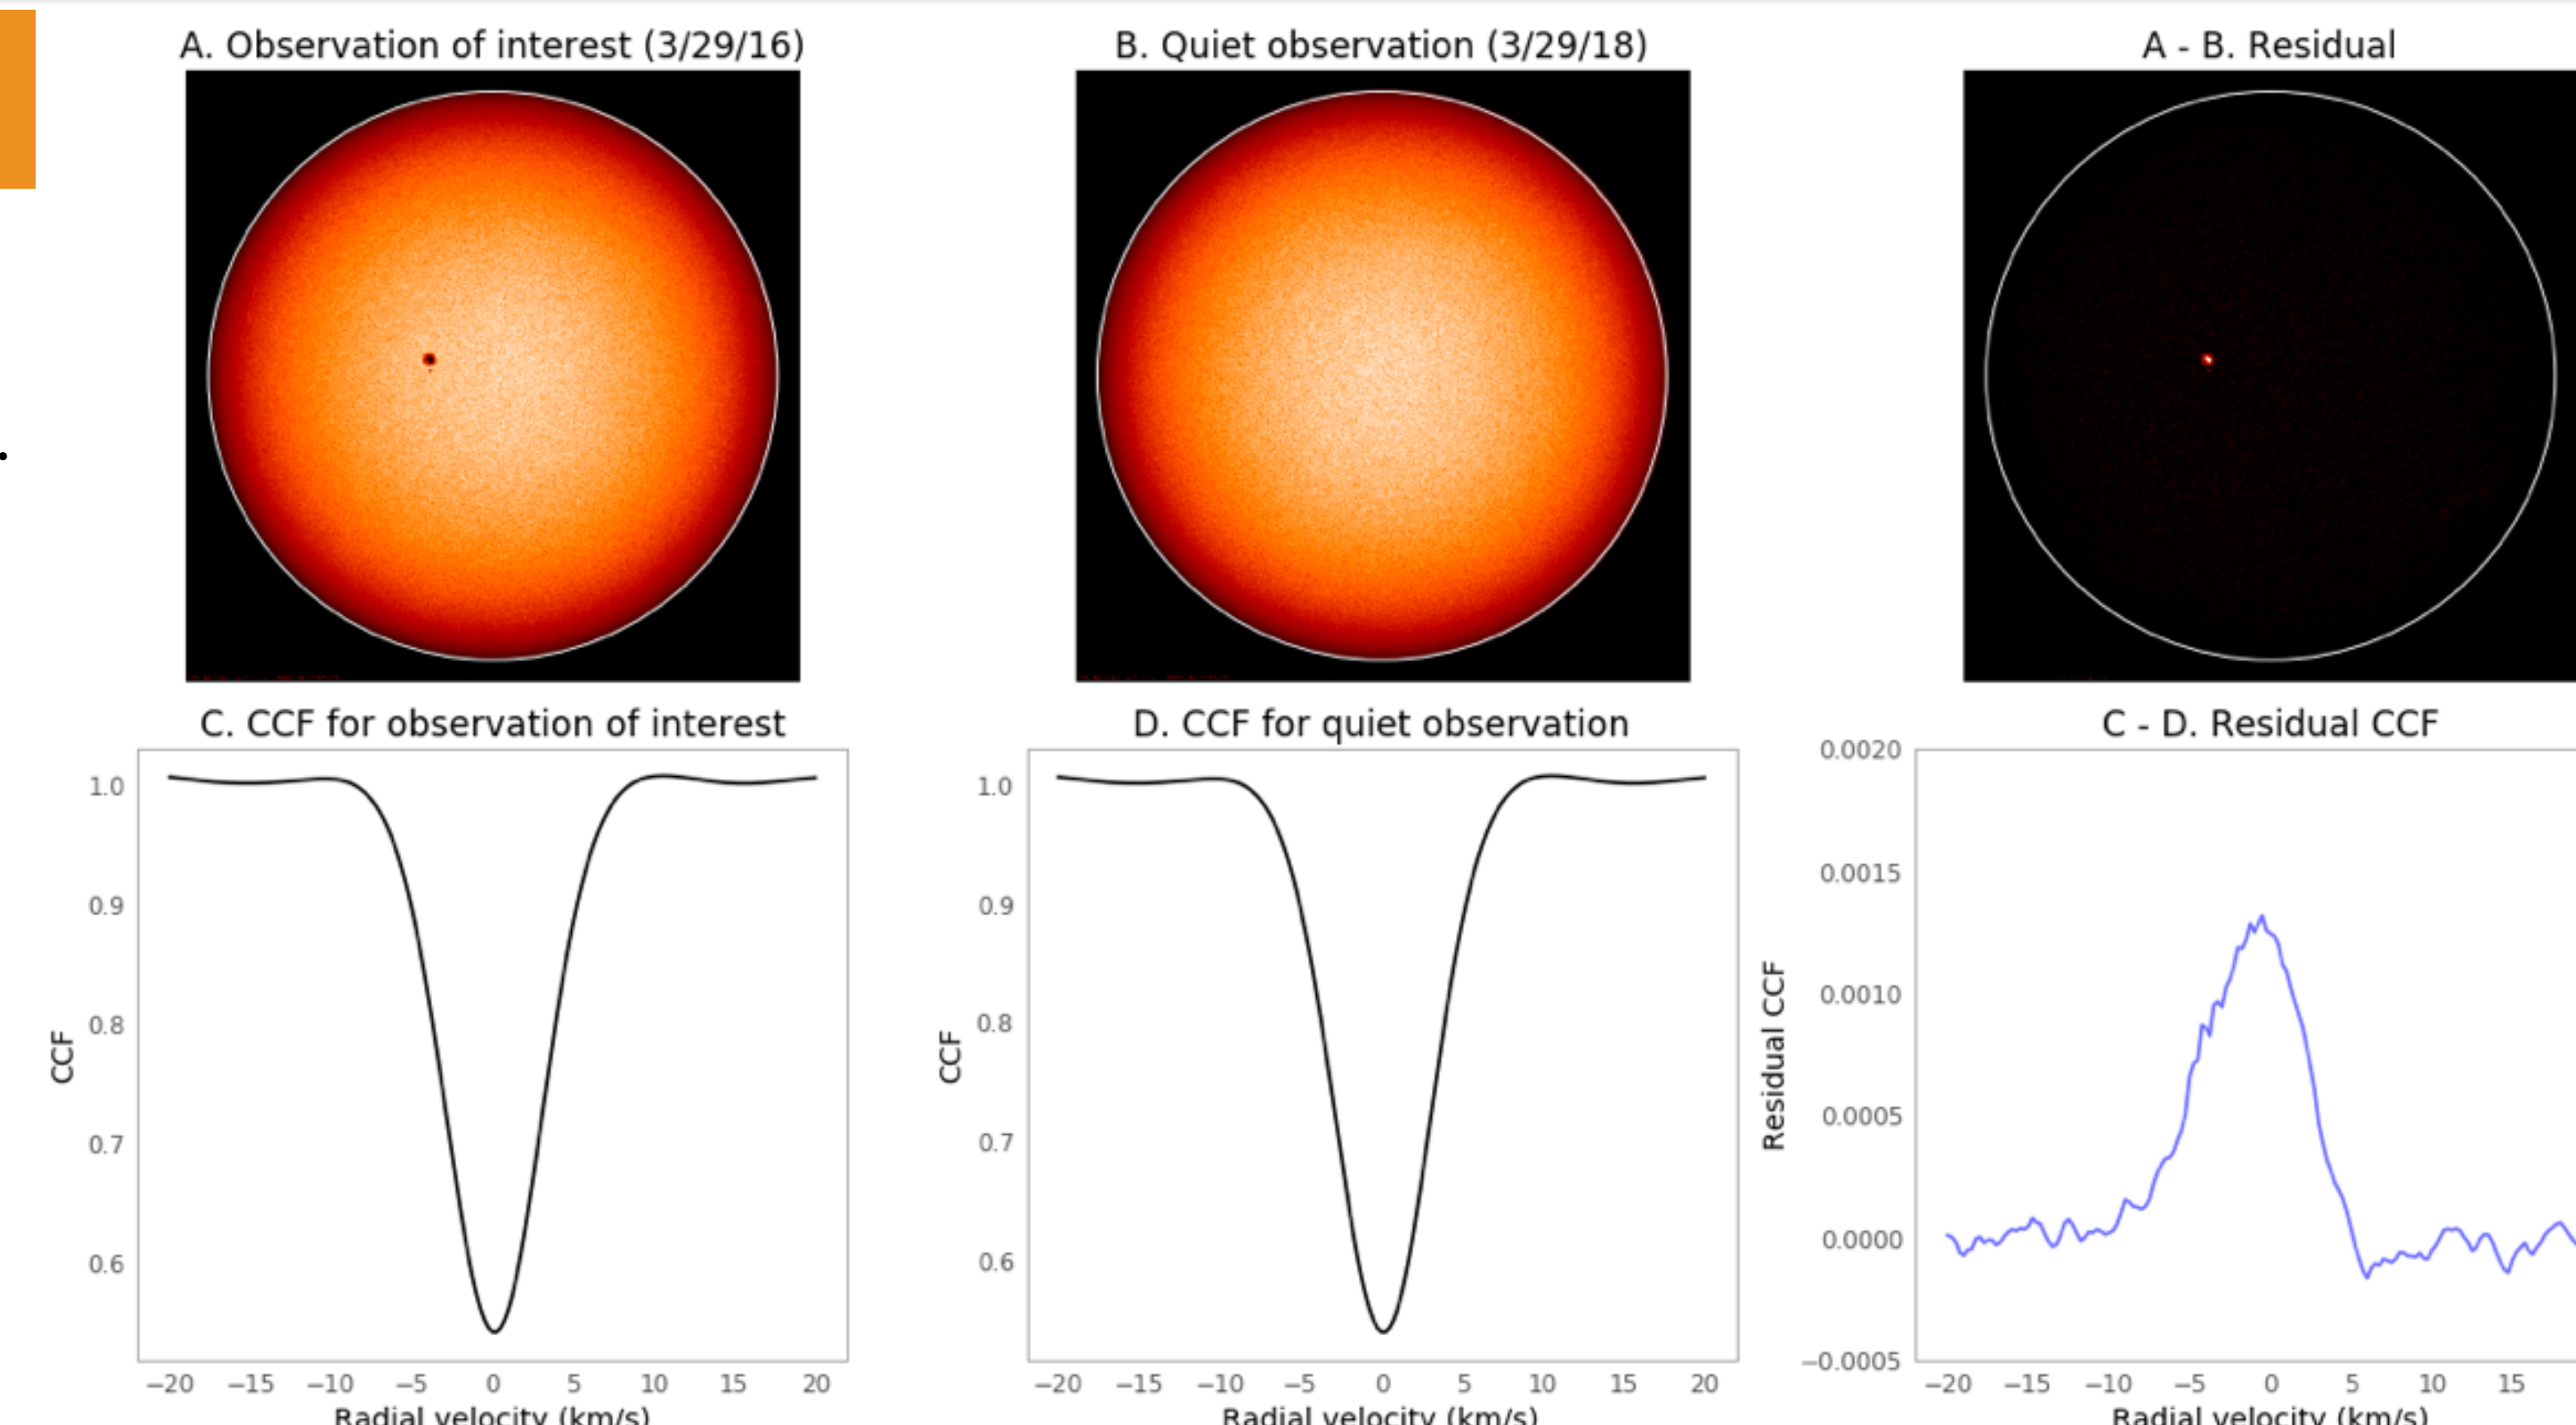 A. Observation of interest (3/29/16)
B. Quiet observation (3/29/18)
A - B. Residual
C. CCF for observation of interest
1.0
0.9
0.8
0.7
0.6
CCF
−20 −15 −10 −5 0 5 10 15 20
Radial velocity (km/s)
D. CCF for quiet observation
1.0
0.9
0.8
0.7
0.6
CCF
−20 −15 −10 −5 0 5 10 15 20
Radial velocity (km/s)
C - D. Residual CCF
0.0020
0.0015
0.0010
0.0005
0.0000
−0.0005
Residual CCF
−20 −15 −10 −5 0 5 10 15
Radial velocity (km/s)